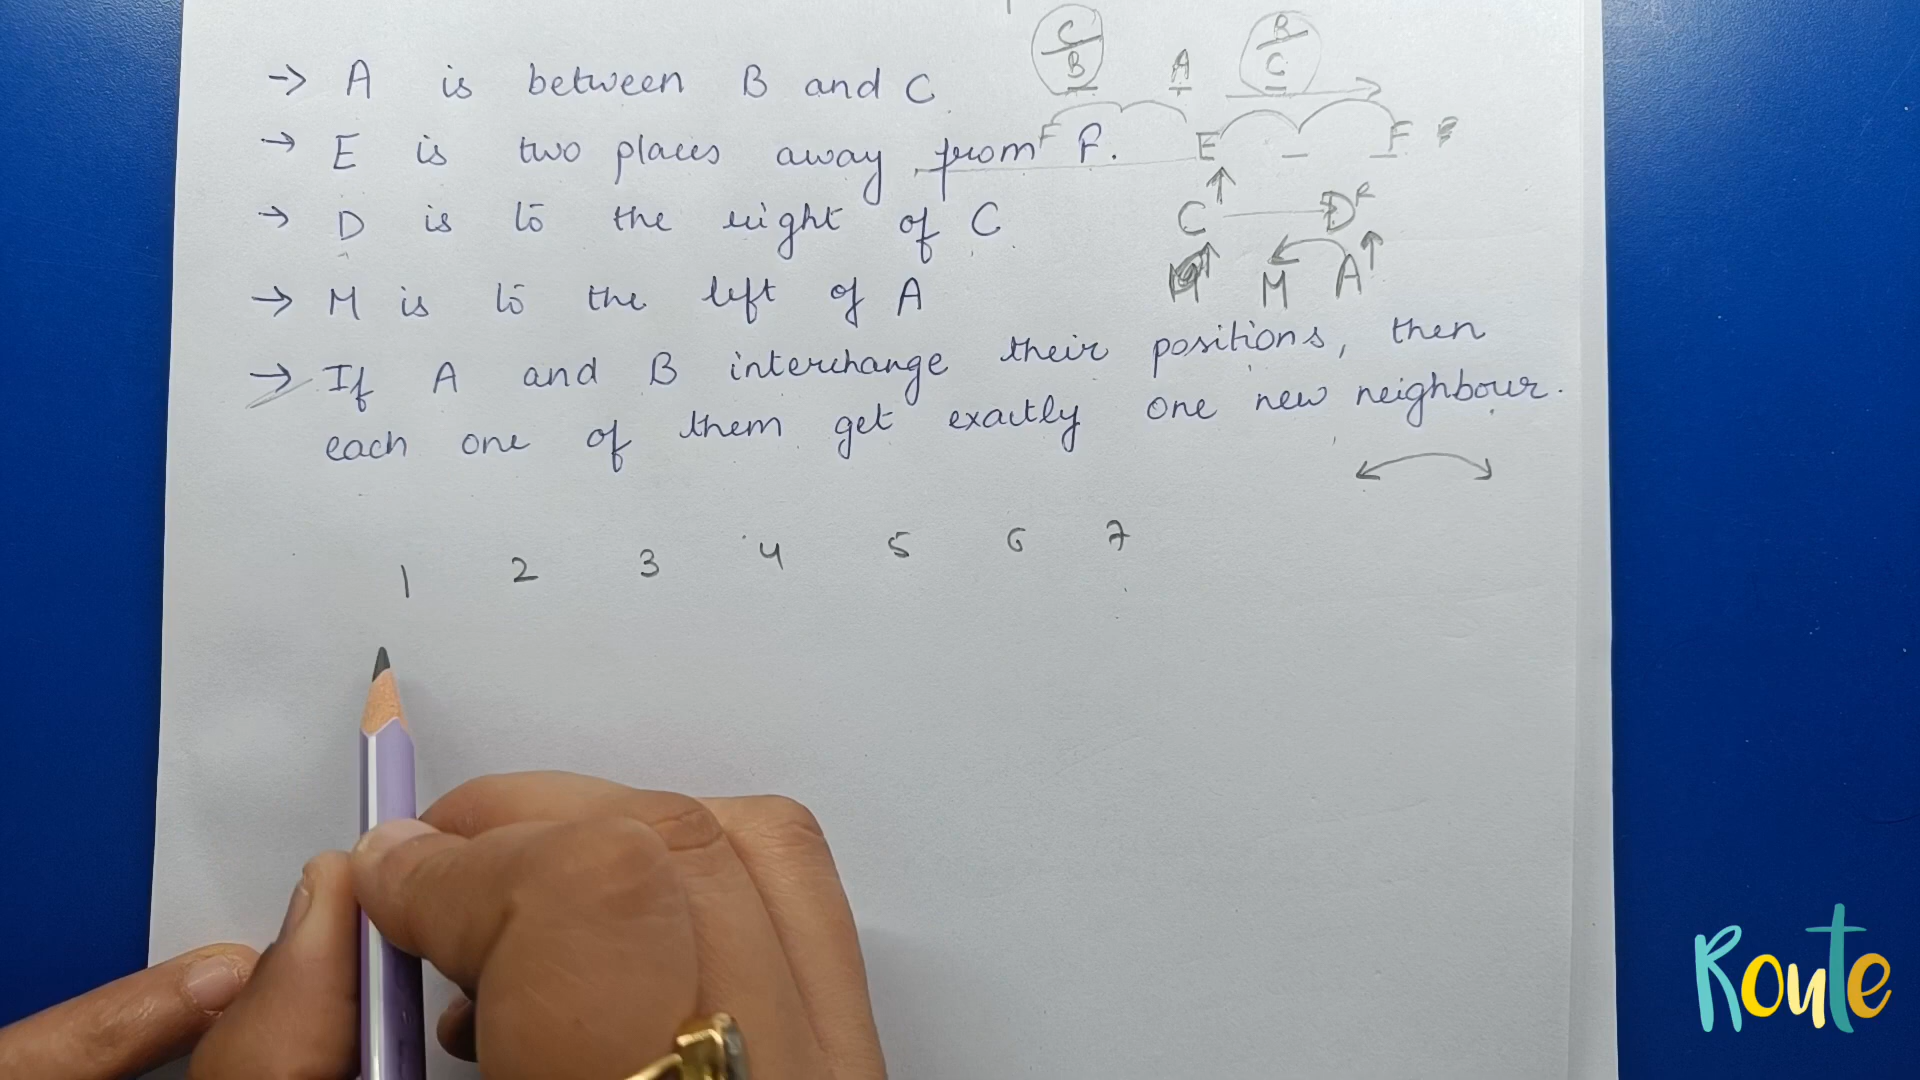 C/B A B/C
→ A is between B and C
→ E is two places away from F. F E _ _ F
→ D is to the right of C C → D R
→ M is to the left of A M A
→ If A and B interchange their positions, then
each one of them get exactly one new neighbour.
1 2 3 4 5 6 7
Route